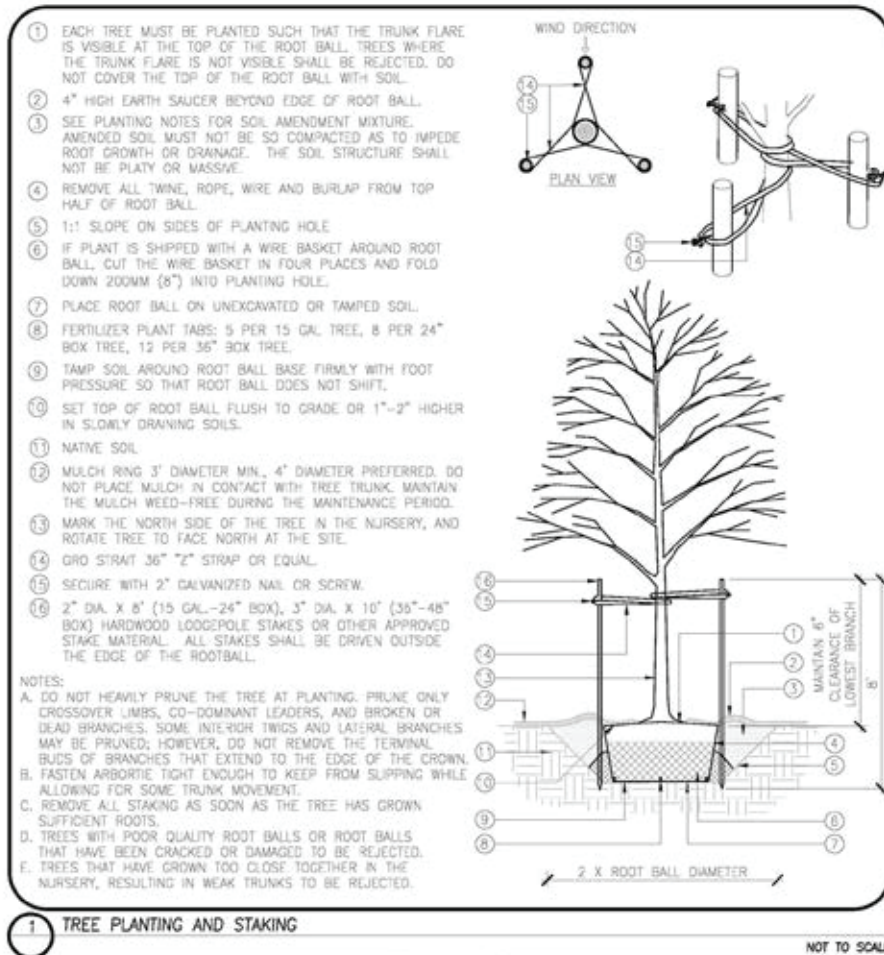 1 EACH TREE MUST BE PLANTED SUCH THAT THE TRUNK FLARE
IS VISIBLE AT THE TOP OF THE ROOT BALL. TREES WHERE
THE TRUNK FLARE IS NOT VISIBLE SHALL BE REJECTED. DO
NOT COVER THE TOP OF THE ROOT BALL WITH SOIL.
2 4" HIGH EARTH SAUCER BEYOND EDGE OF ROOT BALL.
3 SEE PLANTING NOTES FOR SOIL AMENDMENT MIXTURE.
AMENDED SOIL MUST NOT BE SO COMPACTED AS TO IMPEDE
ROOT GROWTH OR DRAINAGE. THE SOIL STRUCTURE SHALL
NOT BE PLATY OR MASSIVE.
4 REMOVE ALL TWINE, ROPE, WIRE AND BURLAP FROM TOP
HALF OF ROOT BALL.
5 1:1 SLOPE ON SIDES OF PLANTING HOLE
6 IF PLANT IS SHIPPED WITH A WIRE BASKET AROUND ROOT
BALL, CUT THE WIRE BASKET IN FOUR PLACES AND FOLD
DOWN 200MM (8") INTO PLANTING HOLE.
7 PLACE ROOT BALL ON UNEXCAVATED OR TAMPED SOIL.
8 FERTILIZER PLANT TABS: 5 PER 15 GAL TREE, 8 PER 24"
BOX TREE, 12 PER 36" BOX TREE.
9 TAMP SOIL AROUND ROOT BALL BASE FIRMLY WITH FOOT
PRESSURE SO THAT ROOT BALL DOES NOT SHIFT.
10 SET TOP OF ROOT BALL FLUSH TO GRADE OR 1"-2" HIGHER
IN SLOWLY DRAINING SOILS.
11 NATIVE SOIL
12 MULCH RING 3' DIAMETER MIN., 4' DIAMETER PREFERRED. DO
NOT PLACE MULCH IN CONTACT WITH TREE TRUNK. MAINTAIN
THE MULCH WEED-FREE DURING THE MAINTENANCE PERIOD.
13 MARK THE NORTH SIDE OF THE TREE IN THE NURSERY, AND
ROTATE TREE TO FACE NORTH AT THE SITE.
14 GRO STRAIT 36" "Z" STRAP OR EQUAL.
15 SECURE WITH 2" GALVANIZED NAIL OR SCREW.
16 2" DIA. X 8' (15 GAL.-24" BOX), 3" DIA. X 10' (36"-48"
BOX) HARDWOOD LODGEPOLE STAKES OR OTHER APPROVED
STAKE MATERIAL. ALL STAKES SHALL BE DRIVEN OUTSIDE
THE EDGE OF THE ROOTBALL.
NOTES:
A. DO NOT HEAVILY PRUNE THE TREE AT PLANTING. PRUNE ONLY
CROSSOVER LIMBS, CO-DOMINANT LEADERS, AND BROKEN OR
DEAD BRANCHES. SOME INTERIOR TWIGS AND LATERAL BRANCHES
MAY BE PRUNED; HOWEVER, DO NOT REMOVE THE TERMINAL
BUDS OF BRANCHES THAT EXTEND TO THE EDGE OF THE CROWN.
B. FASTEN ARBORTIE TIGHT ENOUGH TO KEEP FROM SLIPPING WHILE
ALLOWING FOR SOME TRUNK MOVEMENT.
C. REMOVE ALL STAKING AS SOON AS THE TREE HAS GROWN
SUFFICIENT ROOTS.
D. TREES WITH POOR QUALITY ROOT BALLS OR ROOT BALLS
THAT HAVE BEEN CRACKED OR DAMAGED TO BE REJECTED.
E. TREES THAT HAVE GROWN TOO CLOSE TOGETHER IN THE
NURSERY, RESULTING IN WEAK TRUNKS TO BE REJECTED.
WIND DIRECTION
14
15
PLAN VIEW
15
14
16
15
14
13
12
11
10
9
8
1
2
3
4
5
6
7
MAINTAIN 6"
CLEARANCE OF
LOWEST BRANCH
8'
2 X ROOT BALL DIAMETER
1 TREE PLANTING AND STAKING
NOT TO SCAL